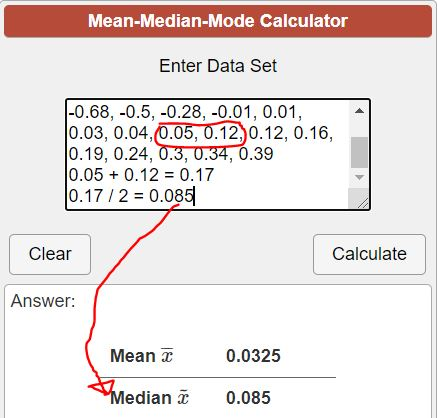 Mean-Median-Mode Calculator
Enter Data Set
-0.68, -0.5, -0.28, -0.01, 0.01,
0.03, 0.04, 0.05, 0.12, 0.12, 0.16,
0.19, 0.24, 0.3, 0.34, 0.39
0.05 + 0.12 = 0.17
0.17 / 2 = 0.085
Clear Calculate
Answer:
Mean x̅ 0.0325
Median x̃ 0.085